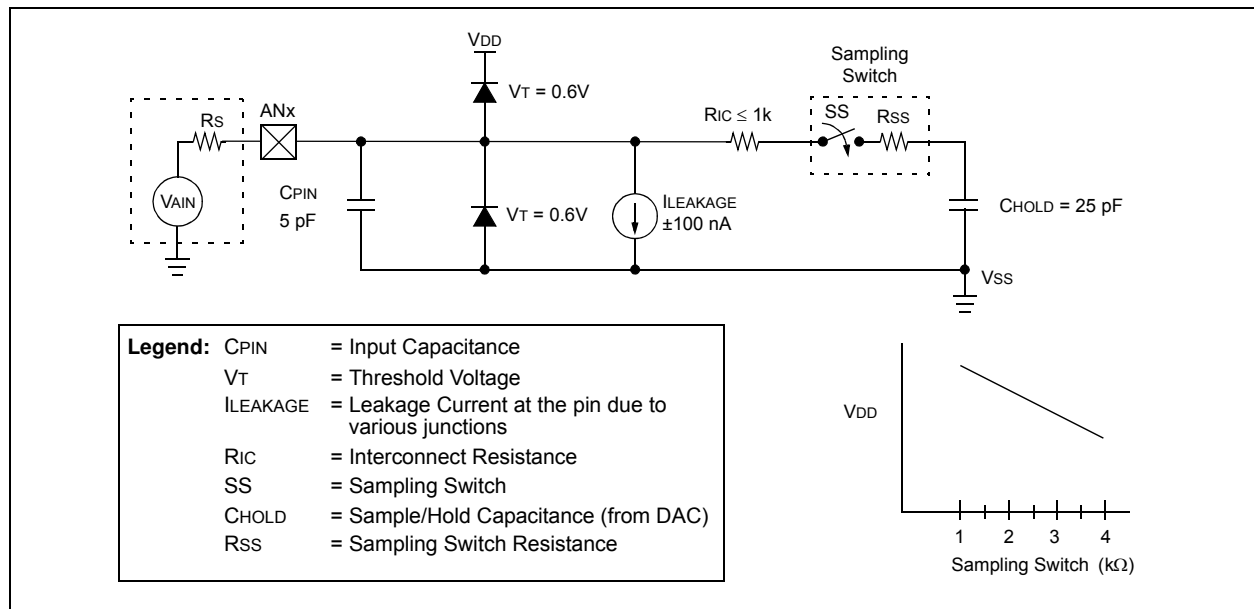 VDD
Sampling
Switch
VT = 0.6V
ANx
RS
RIC ≤ 1k
SS
RSS
VAIN
CPIN
5 pF
VT = 0.6V
ILEAKAGE
±100 nA
CHOLD = 25 pF
VSS
Legend: CPIN = Input Capacitance
VT = Threshold Voltage
ILEAKAGE = Leakage Current at the pin due to
various junctions
RIC = Interconnect Resistance
SS = Sampling Switch
CHOLD = Sample/Hold Capacitance (from DAC)
RSS = Sampling Switch Resistance
VDD
1 2 3 4
Sampling Switch (kΩ)